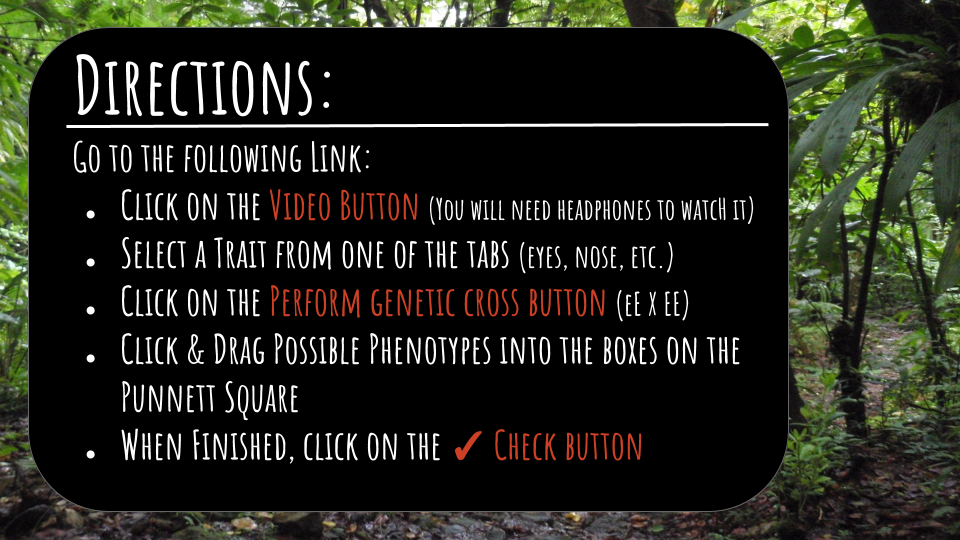 Directions:
Go to the following Link:
• Click on the Video Button (You will need headphones to watch it)
• Select a Trait from one of the tabs (eyes, nose, etc.)
• Click on the Perform genetic cross button (eE x EE)
• Click & Drag Possible Phenotypes into the boxes on the
Punnett Square
• When Finished, click on the ✓ Check button